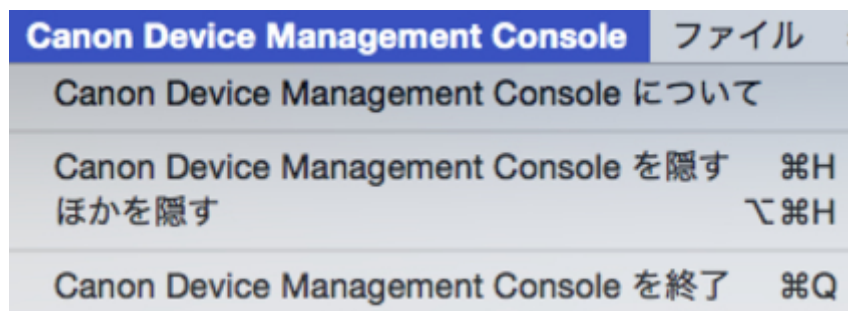 Canon Device Management Console ファイル
Canon Device Management Console について
Canon Device Management Console を隠す ⌘H
ほかを隠す ⌥⌘H
Canon Device Management Console を終了 ⌘Q